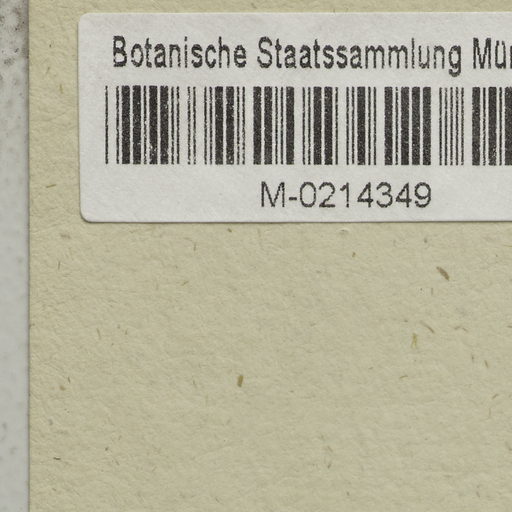 Botanische Staatssammlung Mün
M-0214349